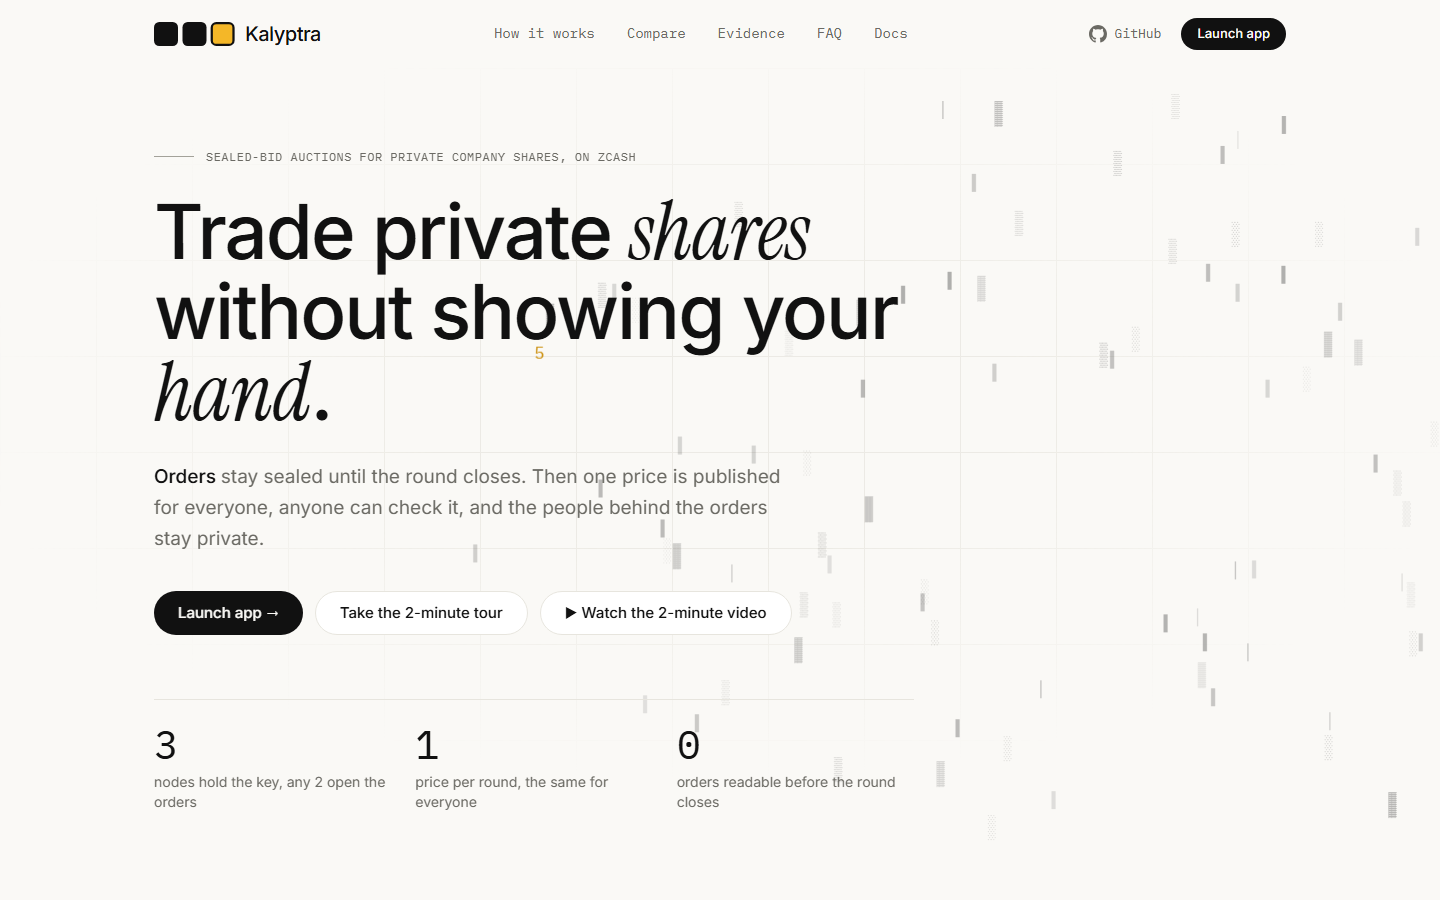 Kalyptra
How it works
Compare
Evidence
FAQ
Docs
GitHub
Launch app
SEALED-BID AUCTIONS FOR PRIVATE COMPANY SHARES, ON ZCASH
Trade private shares
without showing your
5
hand.
Orders stay sealed until the round closes. Then one price is published
for everyone, anyone can check it, and the people behind the orders
stay private.
Launch app →
Take the 2-minute tour
▶ Watch the 2-minute video
3
nodes hold the key, any 2 open the
orders
1
price per round, the same for
everyone
0
orders readable before the round
closes